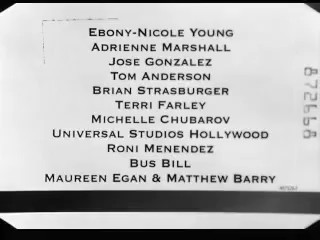 EBONY-NICOLE YOUNG
ADRIENNE MARSHALL
JOSE GONZALEZ
TOM ANDERSON
BRIAN STRASBURGER
TERRI FARLEY
MICHELLE CHUBAROV
UNIVERSAL STUDIOS HOLLYWOOD
RONI MENENDEZ
BUS BILL
MAUREEN EGAN & MATTHEW BARRY